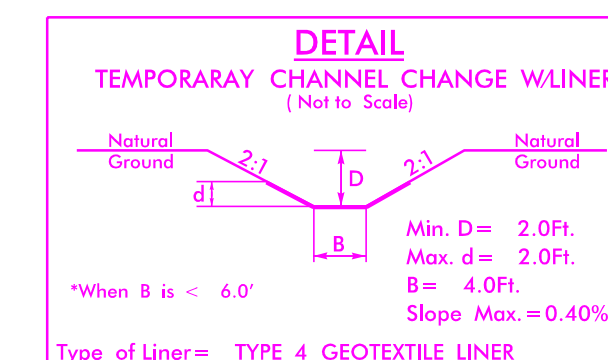 DETAIL
TEMPORARAY CHANNEL CHANGE W/LINER
( Not to Scale)
Natural
Ground
2:1
D
2:1
Natural
Ground
d
B
Min. D= 2.0Ft.
Max. d= 2.0Ft.
B= 4.0Ft.
Slope Max.=0.40%
*When B is < 6.0'
Type of Liner= TYPE 4 GEOTEXTILE LINER